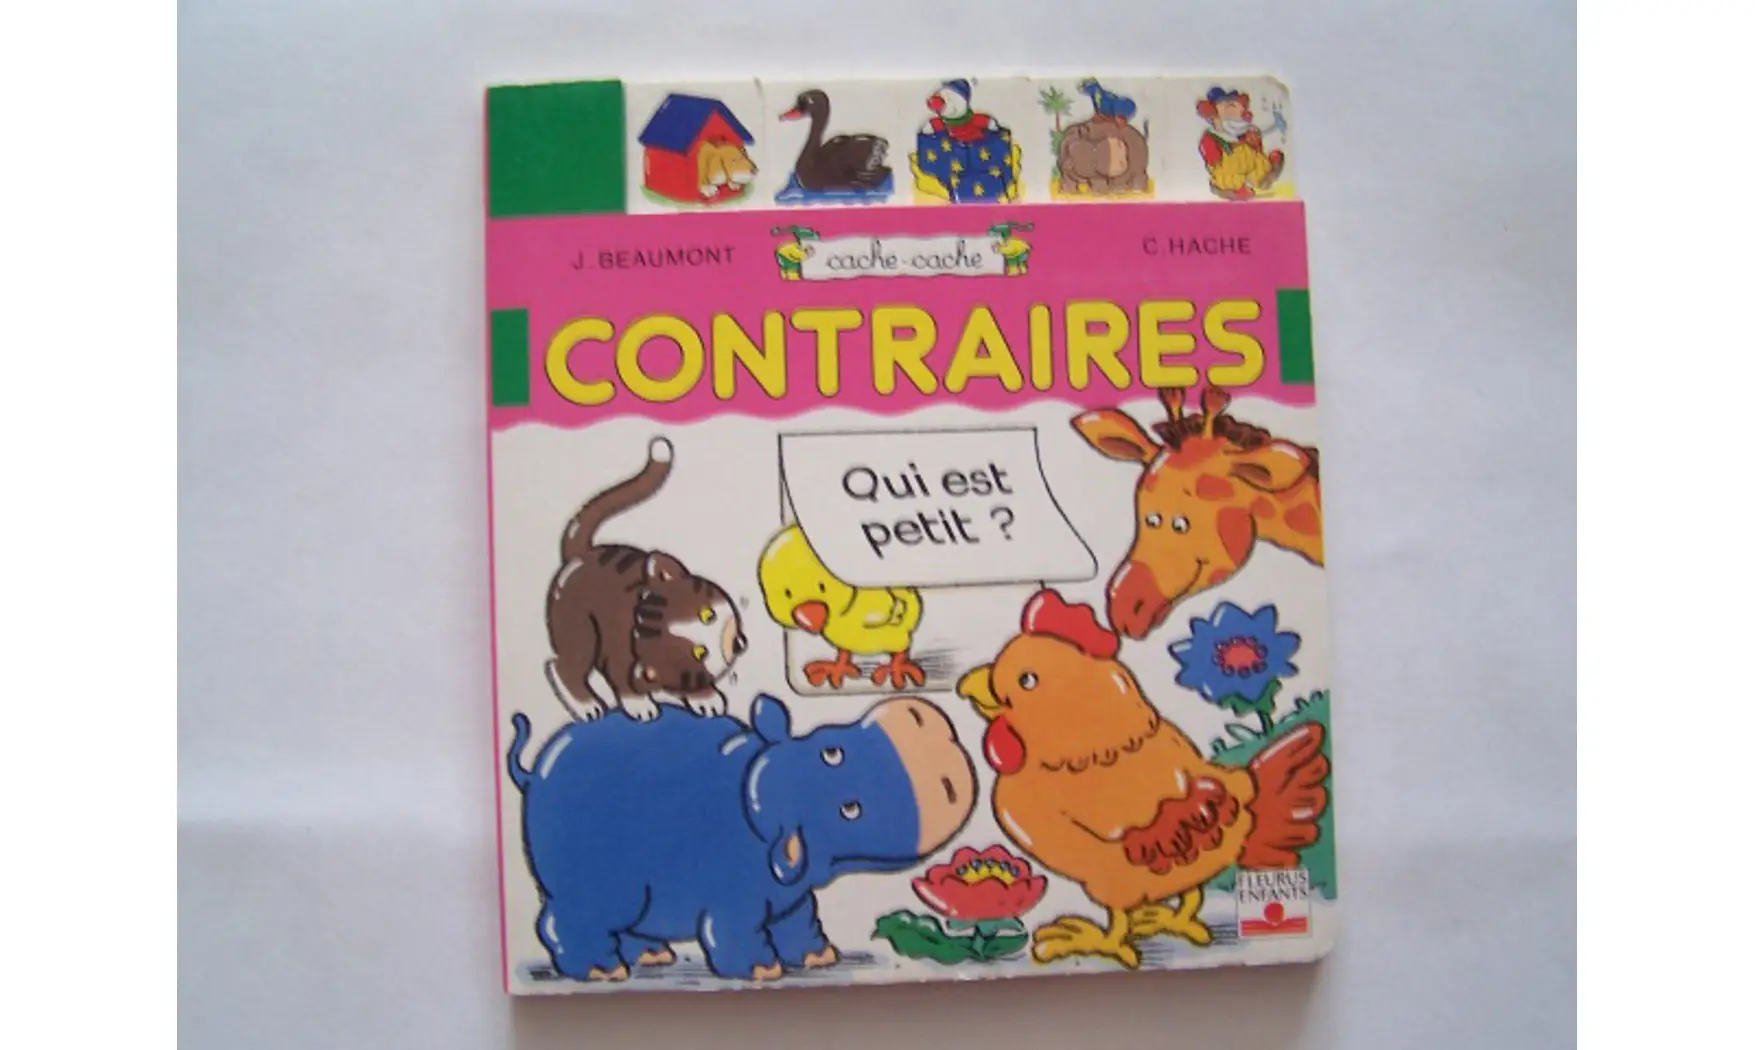 J. BEAUMONT
cache-cache
C. HACHE
CONTRAIRES
Qui est
petit ?
FLEURUS
ENFANTS